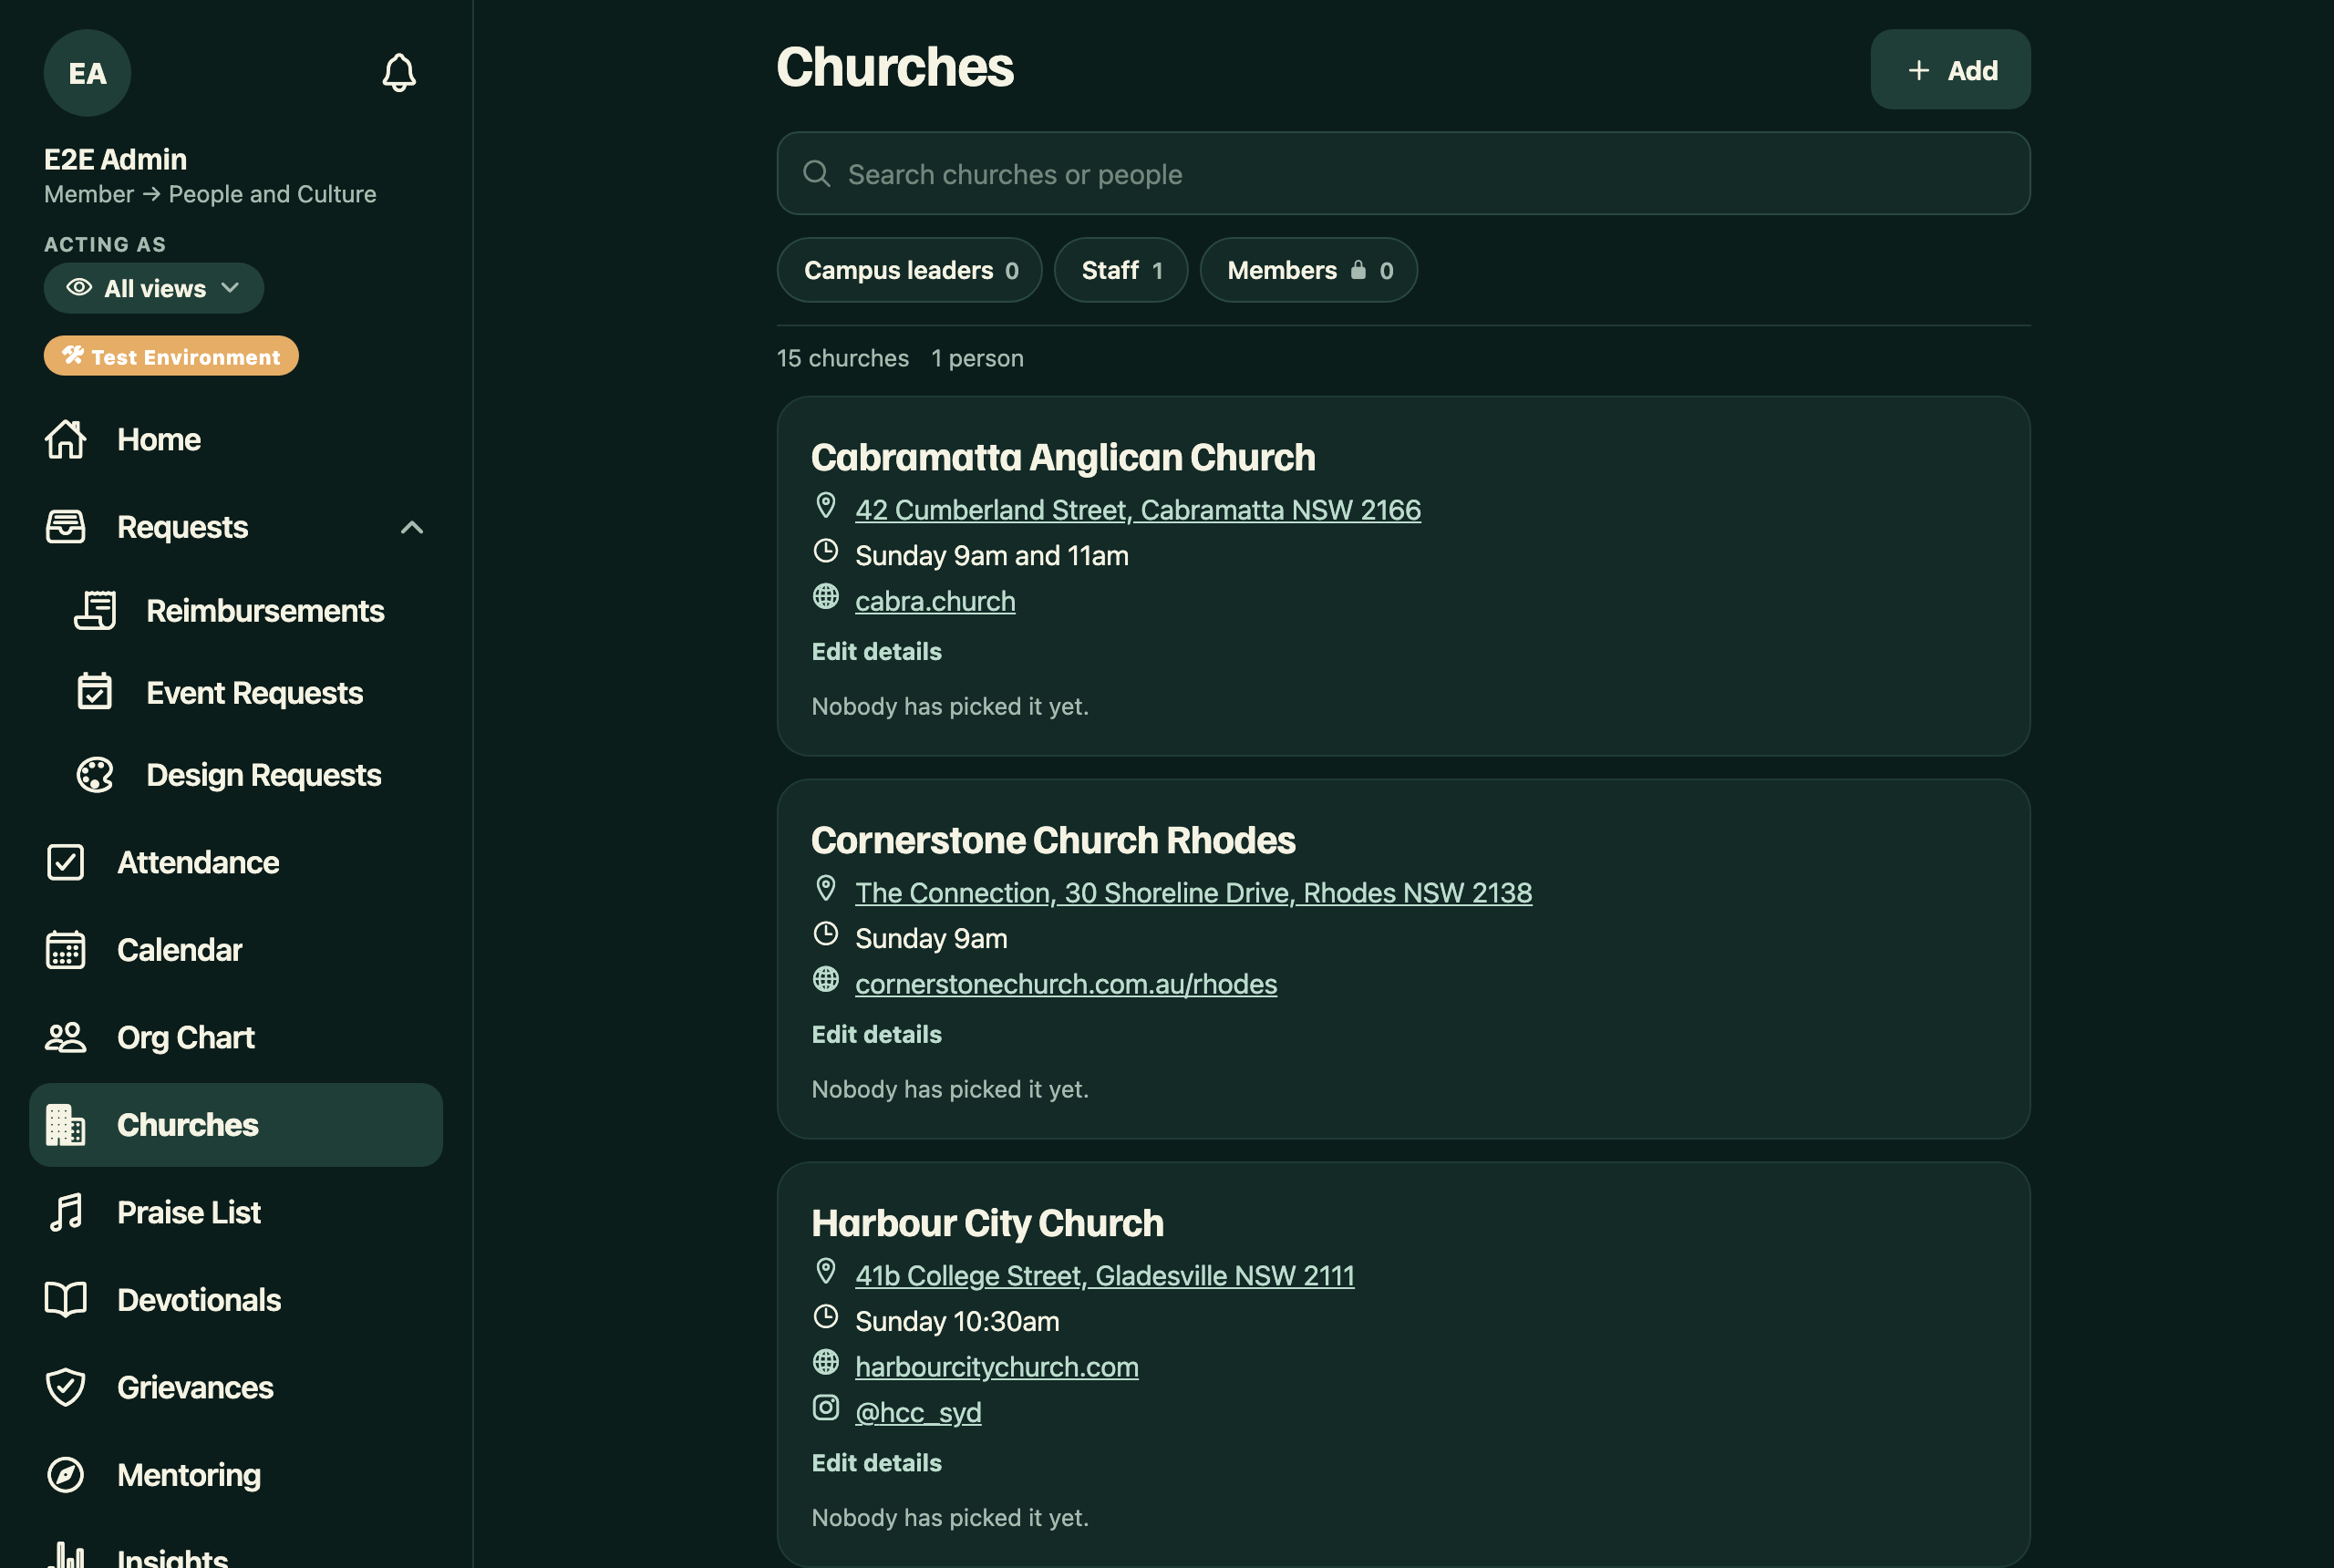 EA
E2E Admin
Member → People and Culture
ACTING AS
All views
Test Environment
Home
Requests
Reimbursements
Event Requests
Design Requests
Attendance
Calendar
Org Chart
Churches
Praise List
Devotionals
Grievances
Mentoring
Insights
Churches
+ Add
Search churches or people
Campus leaders 0
Staff 1
Members 0
15 churches 1 person
Cabramatta Anglican Church
42 Cumberland Street, Cabramatta NSW 2166
Sunday 9am and 11am
cabra.church
Edit details
Nobody has picked it yet.
Cornerstone Church Rhodes
The Connection, 30 Shoreline Drive, Rhodes NSW 2138
Sunday 9am
cornerstonechurch.com.au/rhodes
Edit details
Nobody has picked it yet.
Harbour City Church
41b College Street, Gladesville NSW 2111
Sunday 10:30am
harbourcitychurch.com
@hcc_syd
Edit details
Nobody has picked it yet.